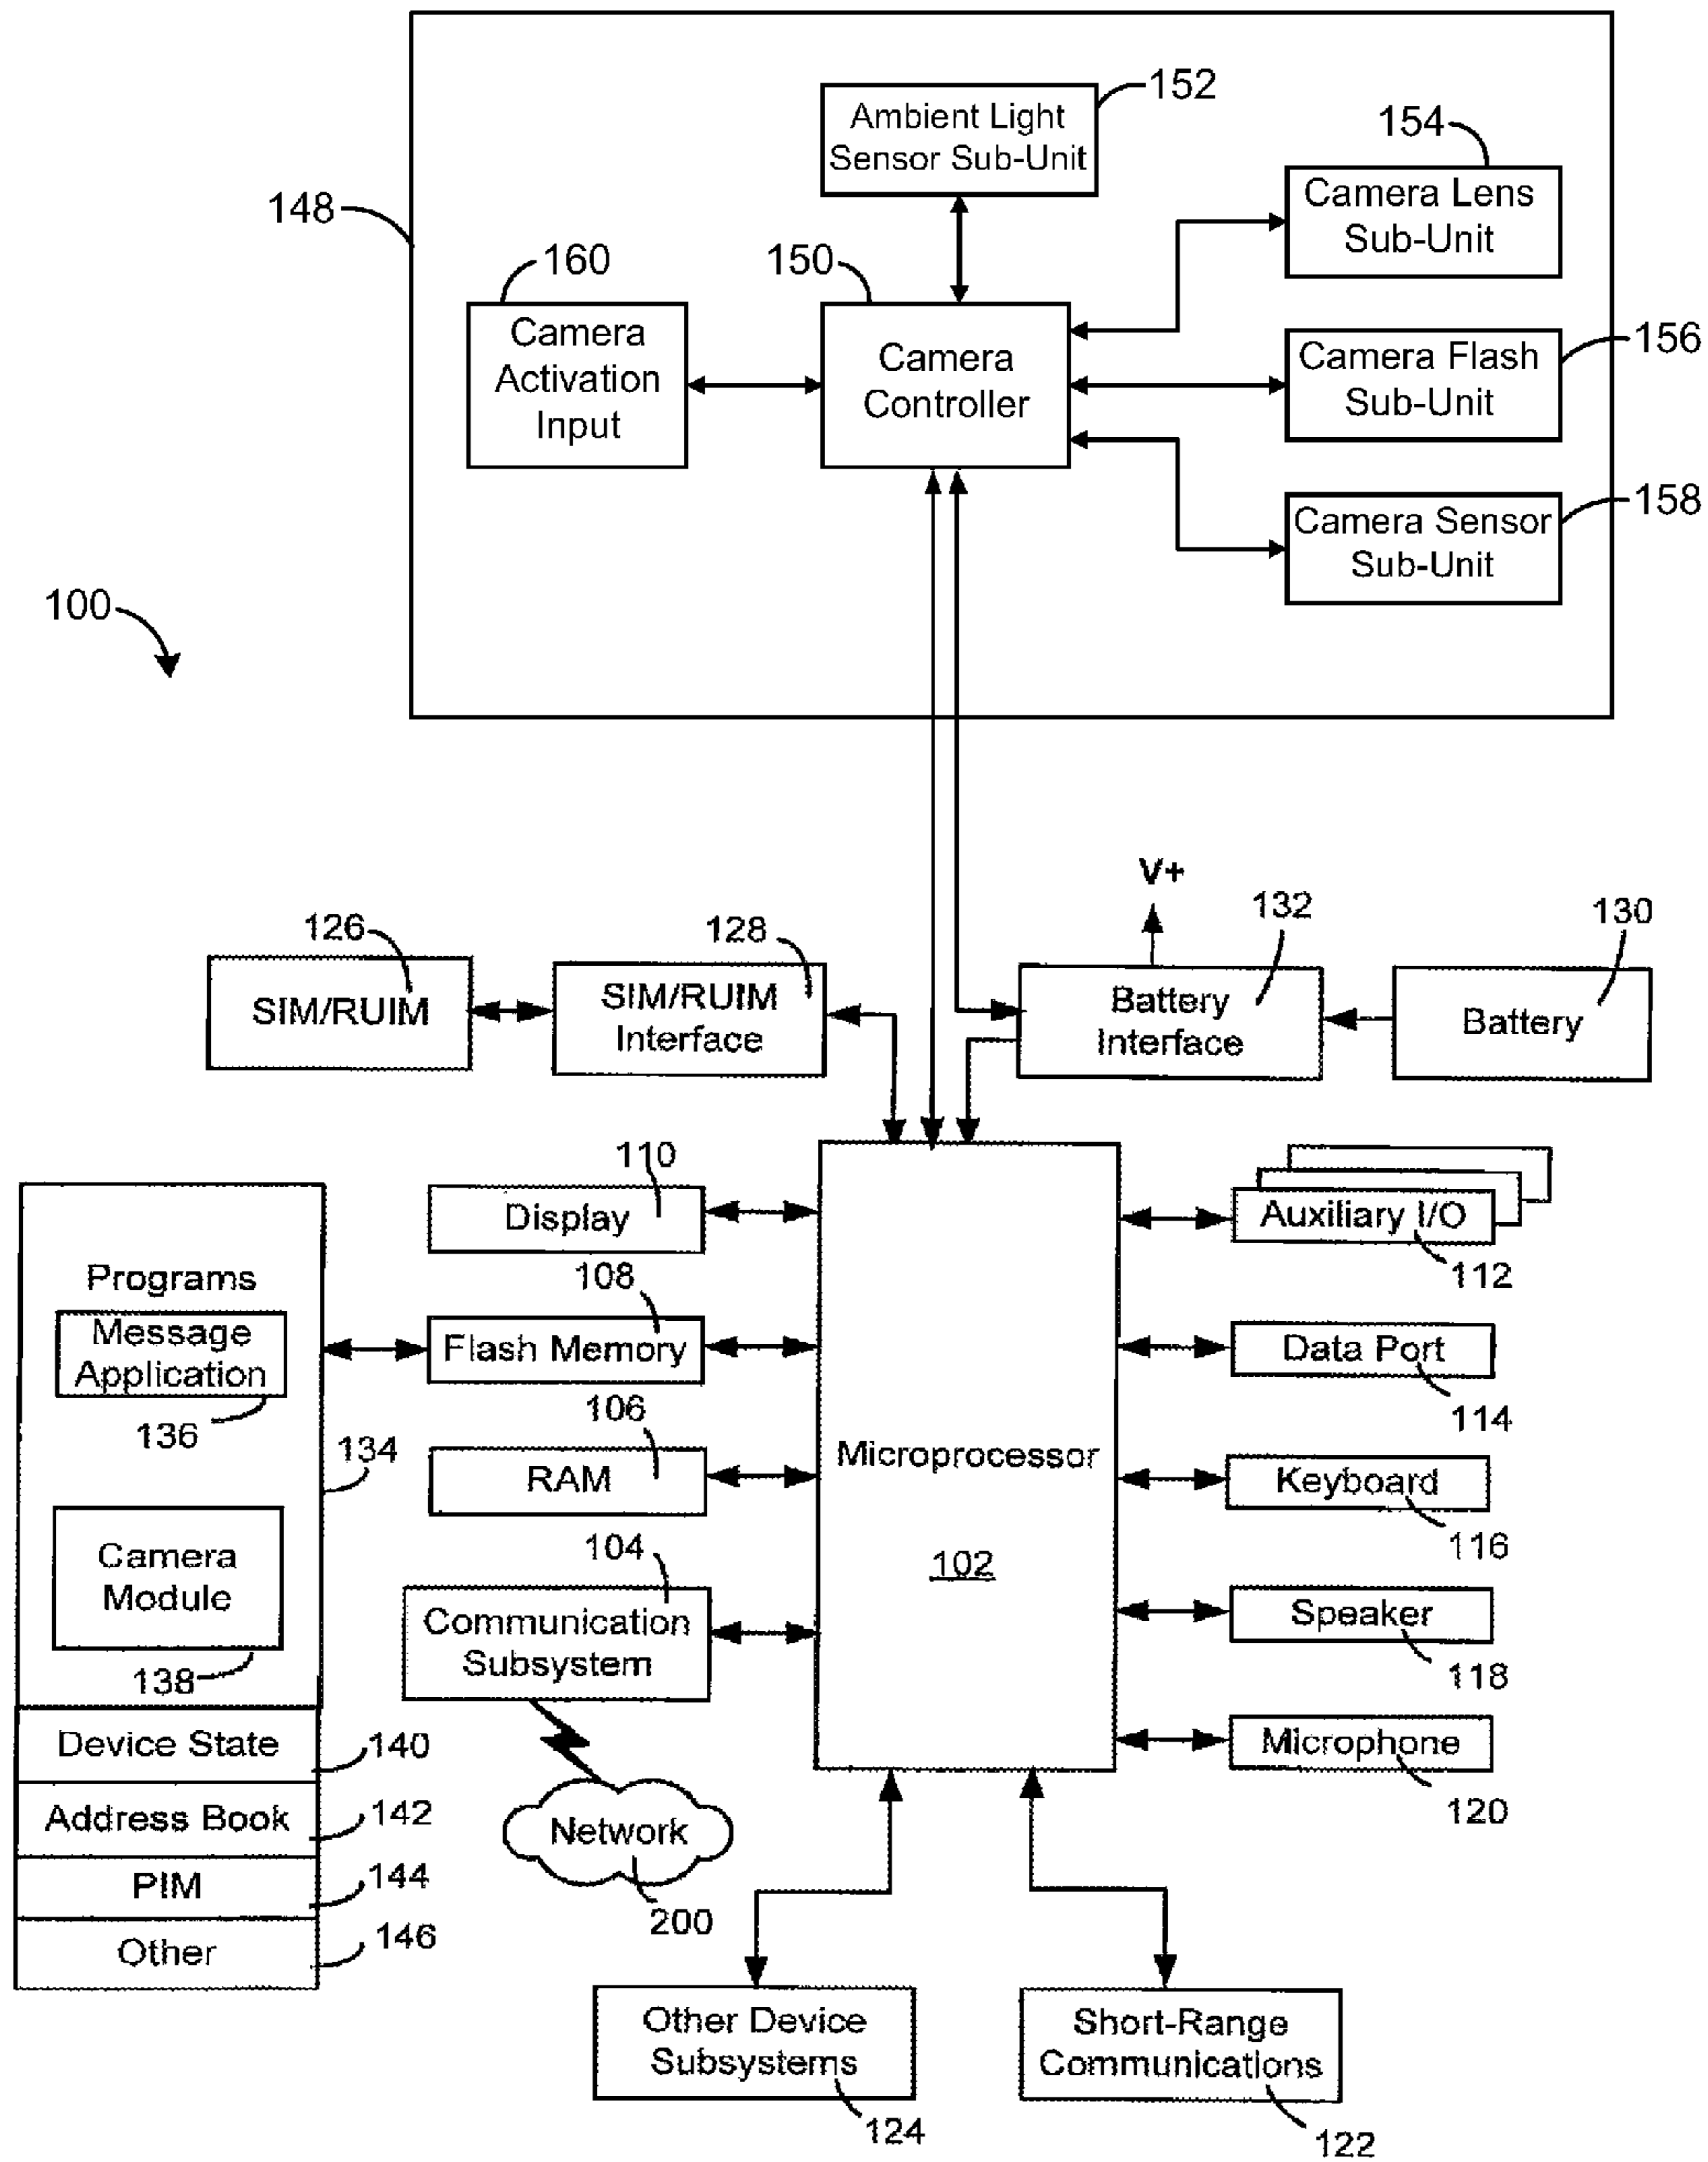 152
Ambient Light
Sensor Sub-Unit
154
Camera Lens
Sub-Unit
148
160
150
Camera
Activation
Input
Camera
Controller
156
Camera Flash
Sub-Unit
158
Camera Sensor
Sub-Unit
100
V+
126
128
132
130
SIM/RUIM
SIM/RUIM
Interface
Battery
Interface
Battery
110
Display
Auxiliary I/O
112
Programs
Message
Application
136
134
108
Flash Memory
Data Port
114
106
RAM
Microprocessor
102
Keyboard
116
Camera
Module
138
104
Communication
Subsystem
Speaker
118
Device State
140
Microphone
120
Address Book
142
Network
200
PIM
144
Other
146
Other Device
Subsystems
124
Short-Range
Communications
122